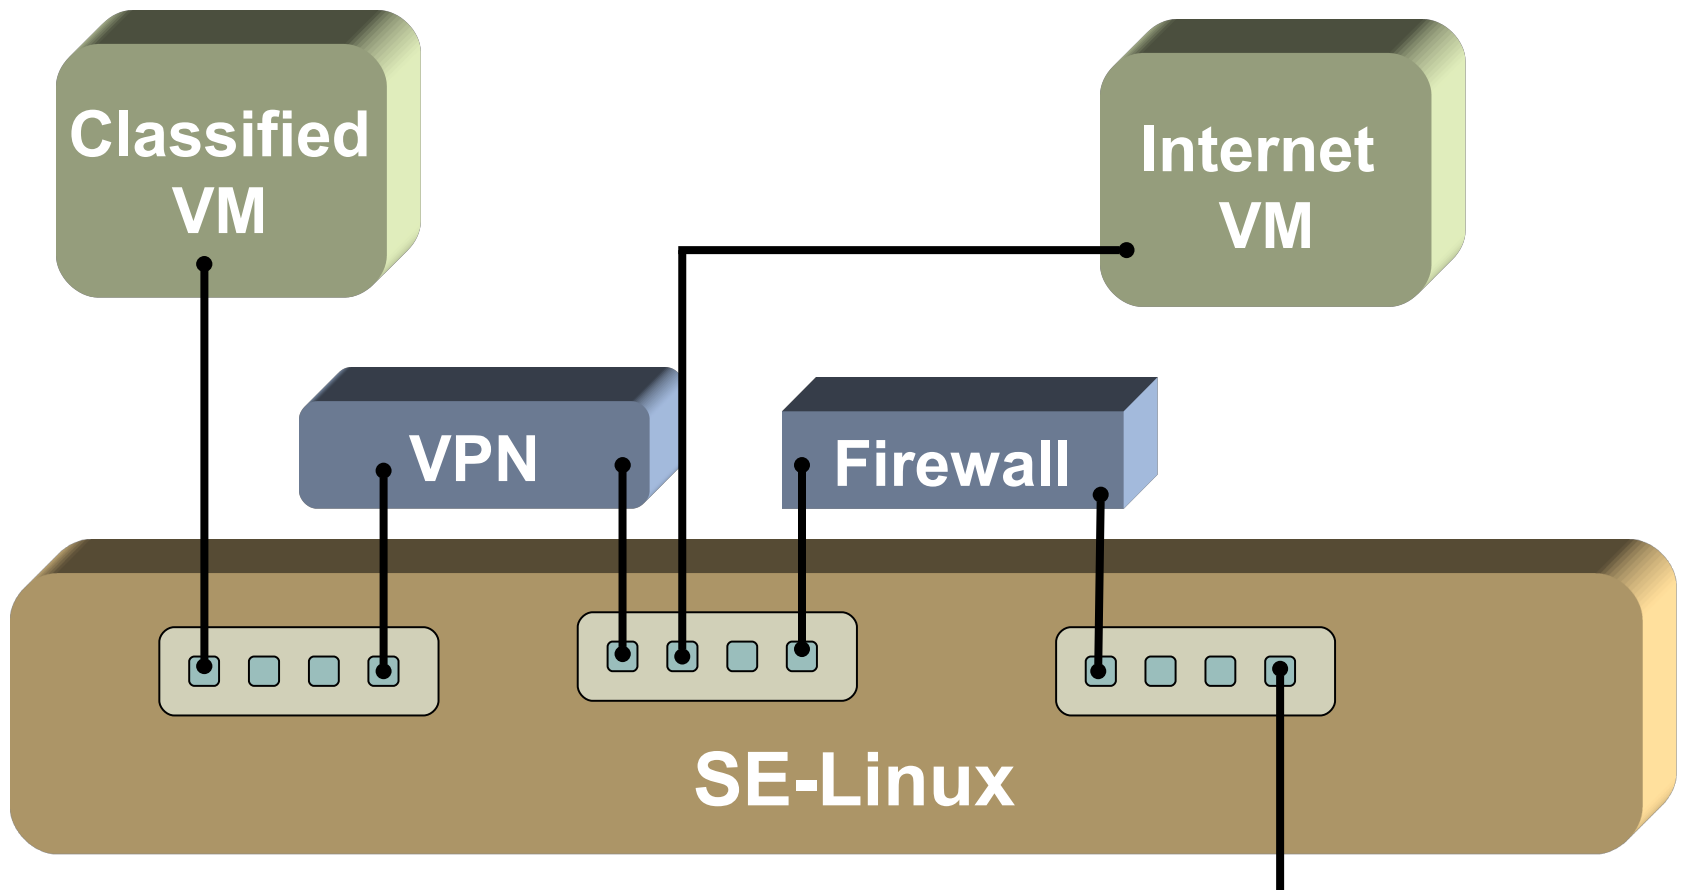 Classified
VM
Internet
VM
VPN
Firewall
SE-Linux